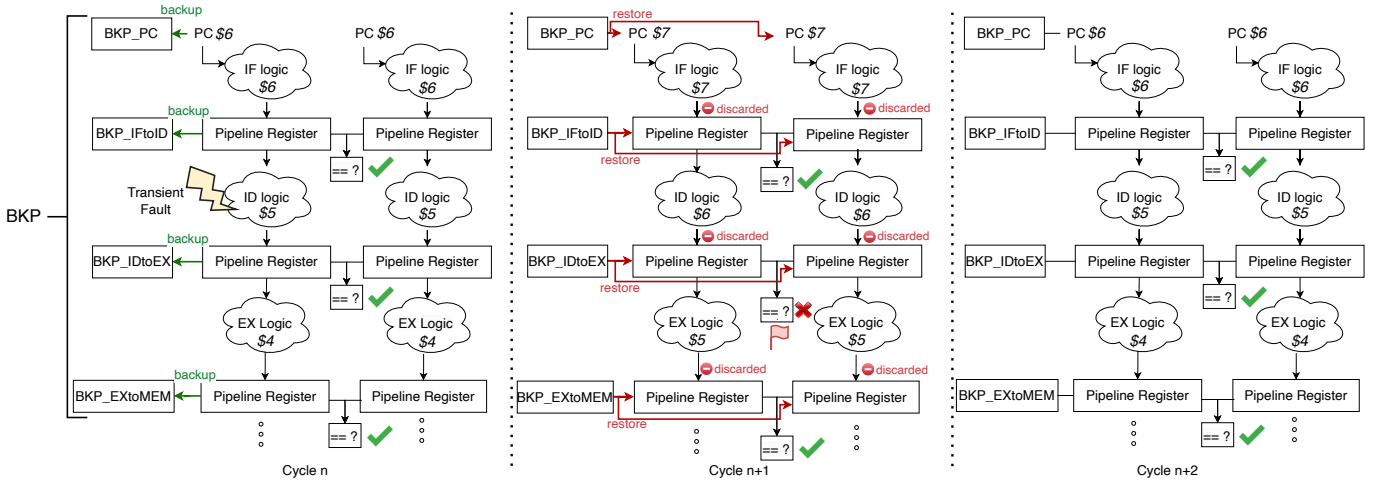 BKP
backup
BKP_PC
PC $6
PC $6
IF logic
$6
IF logic
$6
backup
BKP_IFtoID
Pipeline Register
Pipeline Register
== ?
Transient
Fault
ID logic
$5
ID logic
$5
backup
BKP_IDtoEX
Pipeline Register
Pipeline Register
== ?
EX Logic
$4
EX Logic
$4
backup
BKP_EXtoMEM
Pipeline Register
Pipeline Register
== ?
Cycle n
restore
BKP_PC
PC $7
PC $7
IF logic
$7
IF logic
$7
discarded
discarded
BKP_IFtoID
Pipeline Register
Pipeline Register
restore
== ?
ID logic
$6
ID logic
$6
discarded
discarded
BKP_IDtoEX
Pipeline Register
Pipeline Register
restore
== ?
EX Logic
$5
EX Logic
$5
discarded
discarded
BKP_EXtoMEM
Pipeline Register
Pipeline Register
restore
== ?
Cycle n+1
BKP_PC
PC $6
PC $6
IF logic
$6
IF logic
$6
BKP_IFtoID
Pipeline Register
Pipeline Register
== ?
ID logic
$5
ID logic
$5
BKP_IDtoEX
Pipeline Register
Pipeline Register
== ?
EX Logic
$4
EX Logic
$4
BKP_EXtoMEM
Pipeline Register
Pipeline Register
== ?
Cycle n+2